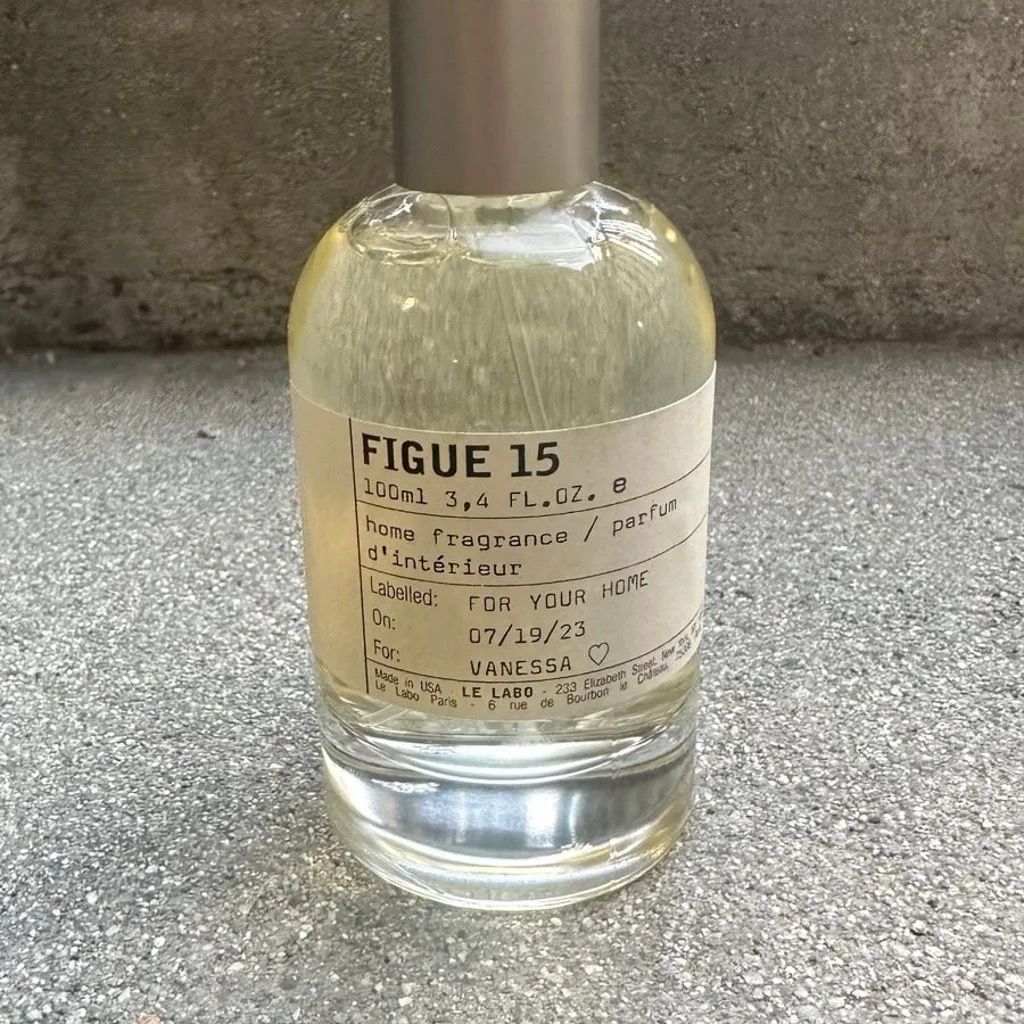 FIGUE 15
100ml 3,4 FL.OZ. e
home fragrance / parfum
d'intérieur
Labelled: FOR YOUR HOME
On: 07/19/23
For: VANESSA ♡
Made in USA - LE LABO - 233 Elizabeth Street, New York,
Le Labo Paris - 6 rue de Bourbon le Château,